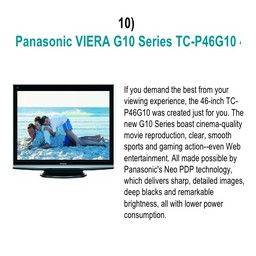 10)
Panasonic VIERA G10 Series TC-P46G10
If you demand the best from your
viewing experience, the 46-inch TC-
P46G10 was created just for you. The
new G10 Series boast cinema-quality
movie reproduction, clear, smooth
sports and gaming action--even Web
entertainment. All made possible by
Panasonic's Neo PDP technology,
which delivers sharp, detailed images,
deep blacks and remarkable
brightness, all with lower power
consumption.